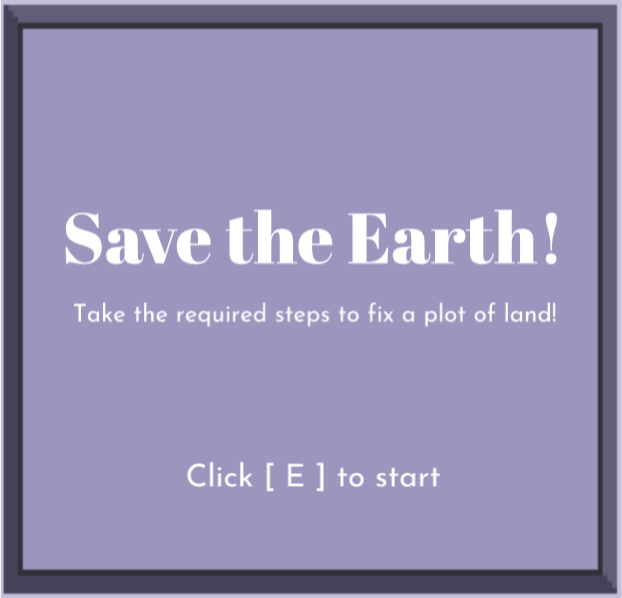 Save the Earth!
Take the required steps to fix a plot of land!
Click [ E ] to start